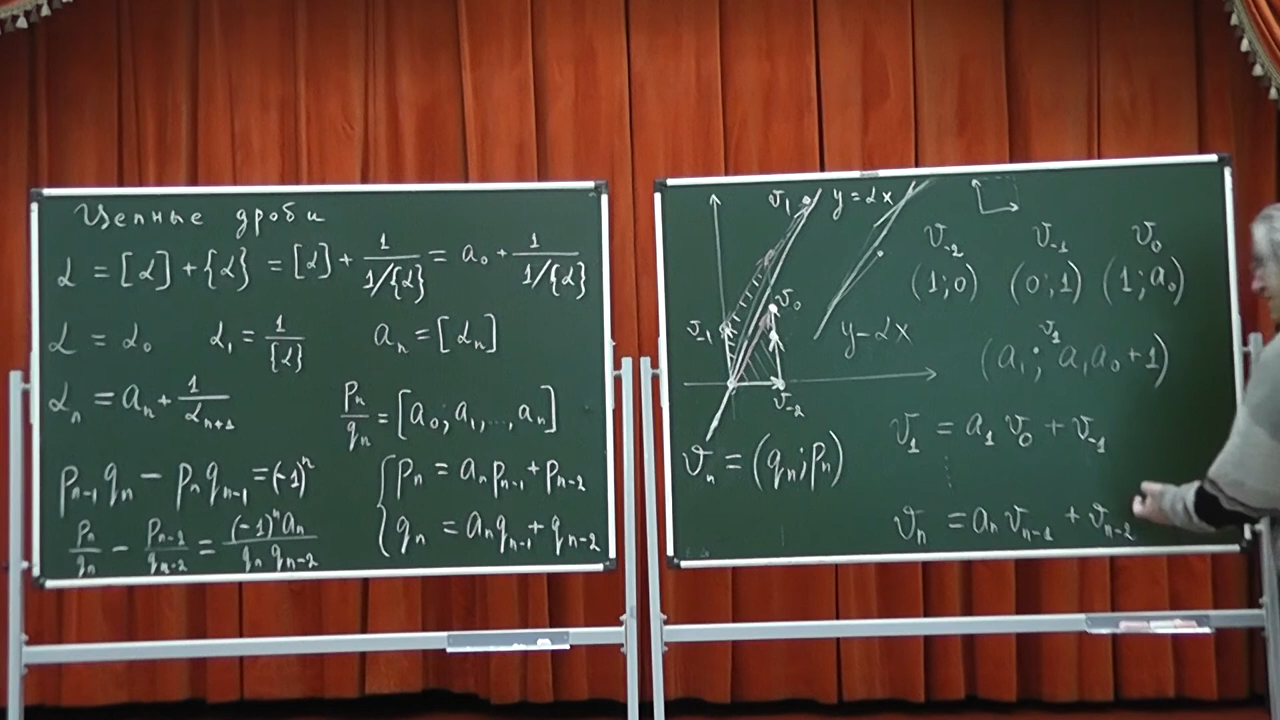 Цепные дроби
α = [α] + {α} = [α] + 1/(1/{α}) = a₀ + 1/(1/{α})
α = α₀ α₁ = 1/{α} aₙ = [αₙ]
αₙ = aₙ + 1/αₙ₊₁
pₙ/qₙ = [a₀; a₁, ..., aₙ]
pₙ₋₁qₙ − pₙqₙ₋₁ = (−1)ⁿ
pₙ/qₙ − pₙ₋₂/qₙ₋₂ = (−1)ⁿaₙ/(qₙqₙ₋₂)
{ pₙ = aₙpₙ₋₁ + pₙ₋₂
qₙ = aₙqₙ₋₁ + qₙ₋₂
v₁ y = αx
v₀
v₋₁
v₋₂
y − αx
vₙ = (qₙ; pₙ)
v₋₂ v₋₁ v₀
(1; 0) (0; 1) (1; a₀)
v₁
(a₁; a₁a₀ + 1)
v₁ = a₁v₀ + v₋₁
⋮
vₙ = aₙvₙ₋₁ + vₙ₋₂